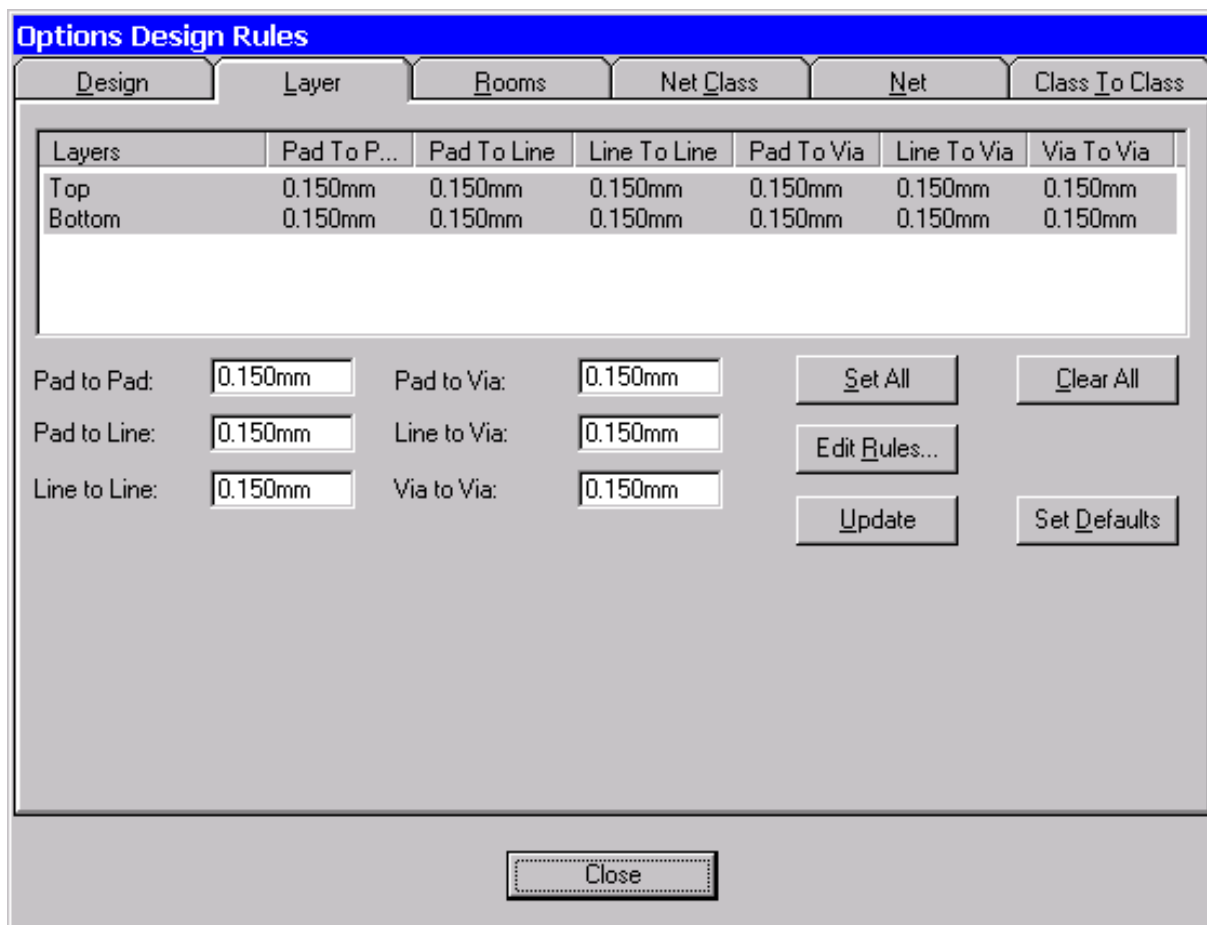 Options Design Rules
Design Layer Rooms Net Class Net Class To Class
Layers Pad To P... Pad To Line Line To Line Pad To Via Line To Via Via To Via
Top 0.150mm 0.150mm 0.150mm 0.150mm 0.150mm 0.150mm
Bottom 0.150mm 0.150mm 0.150mm 0.150mm 0.150mm 0.150mm
Pad to Pad: 0.150mm Pad to Via: 0.150mm Set All Clear All
Pad to Line: 0.150mm Line to Via: 0.150mm Edit Rules...
Line to Line: 0.150mm Via to Via: 0.150mm Update Set Defaults
Close